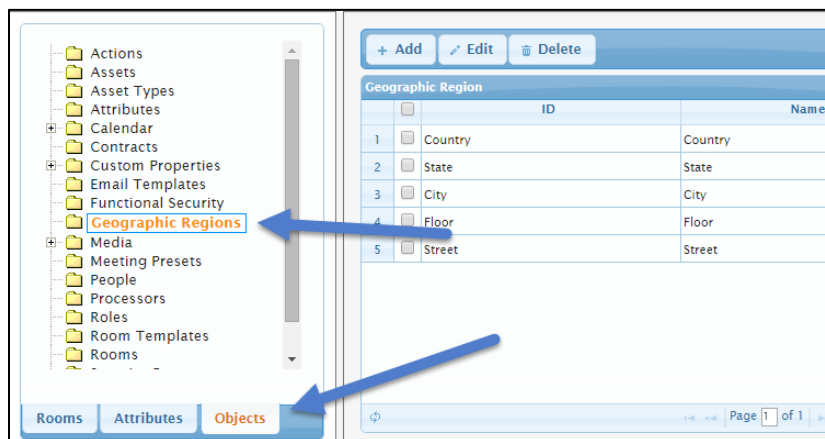 Actions
Assets
Asset Types
Attributes
Calendar
Contracts
Custom Properties
Email Templates
Functional Security
Geographic Regions
Media
Meeting Presets
People
Processors
Roles
Room Templates
Rooms
Rooms Attributes Objects
+ Add Edit Delete
Geographic Region
ID Name
1 Country Country
2 State State
3 City City
4 Floor Floor
5 Street Street
Page 1 of 1